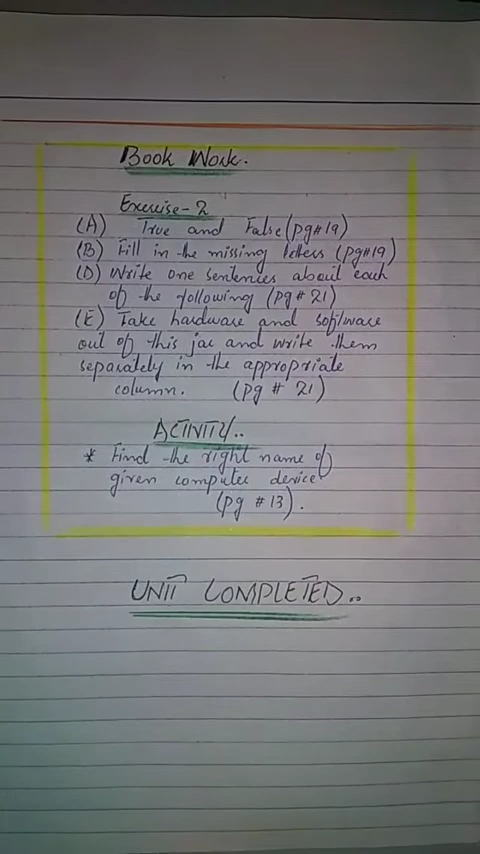 Book Work.
Exercise-2
(A) True and False (pg#19)
(B) Fill in the missing letters (pg#19)
(D) Write one sentences about each
of the following (pg # 21)
(E) Take hardware and software
out of this jar and write them
separately in the appropriate
column. (pg # 21)
ACTIVITY..
* Find the right name of
given computer device
(pg # 13).
UNIT COMPLETED..